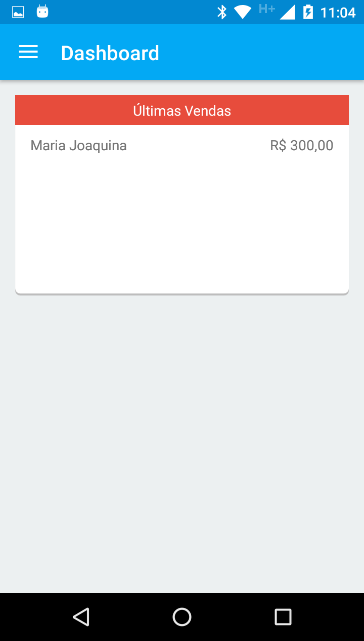 H+ 11:04
Dashboard
Últimas Vendas
Maria Joaquina R$ 300,00